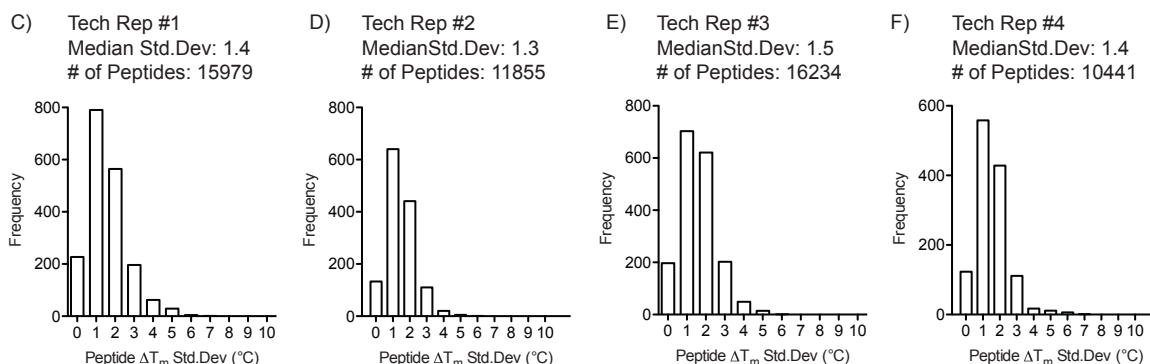 C) Tech Rep #1
Median Std.Dev: 1.4
# of Peptides: 15979
800
600
400
200
0
Frequency
0 1 2 3 4 5 6 7 8 9 10
Peptide ΔTm Std.Dev (°C)
D) Tech Rep #2
MedianStd.Dev: 1.3
# of Peptides: 11855
800
600
400
200
0
Frequency
0 1 2 3 4 5 6 7 8 9 10
Peptide ΔTm Std.Dev (°C)
E) Tech Rep #3
MedianStd.Dev: 1.5
# of Peptides: 16234
800
600
400
200
0
Frequency
0 1 2 3 4 5 6 7 8 9 10
Peptide ΔTm Std.Dev (°C)
F) Tech Rep #4
MedianStd.Dev: 1.4
# of Peptides: 10441
600
400
200
0
Frequency
0 1 2 3 4 5 6 7 8 9 10
Peptide ΔTm Std.Dev (°C)